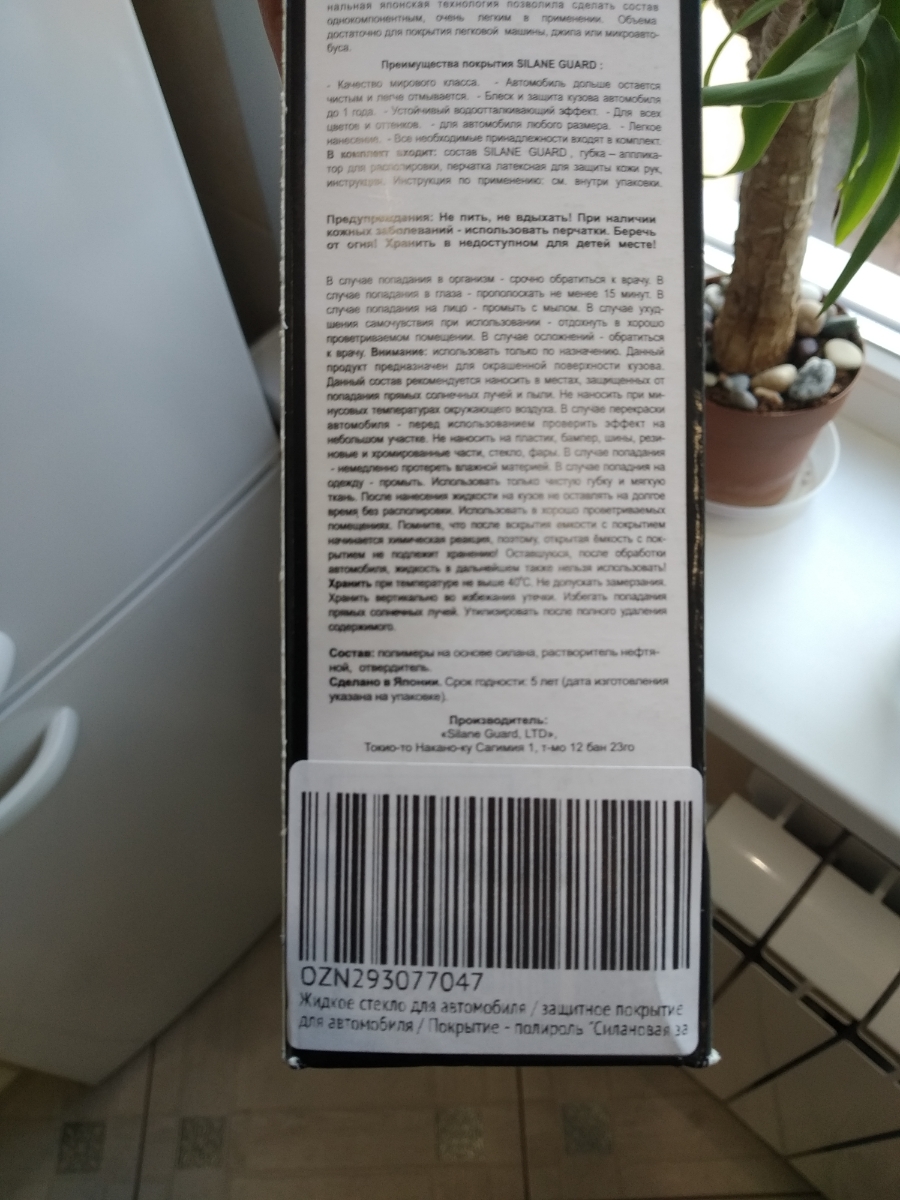 нальная японская технология позволила сделать состав
однокомпонентным, очень легким в применении. Объема
достаточно для покрытия легковой машины, джипа или микроавто-
буса.
Преимущества покрытия SILANE GUARD :
- Качество мирового класса. - Автомобиль дольше остается
чистым и легче отмывается. - Блеск и защита кузова автомобиля
до 1 года. - Устойчивый водоотталкивающий эффект. - Для всех
цветов и оттенков. - для автомобиля любого размера. - Легкое
нанесение. - Все необходимые принадлежности входят в комплект.
В комплект входит: состав SILANE GUARD , губка – апплика-
тор для располировки, перчатка латексная для защиты кожи рук,
инструкция. Инструкция по применению: см. внутри упаковки.
Предупреждения: Не пить, не вдыхать! При наличии
кожных заболеваний - использовать перчатки. Беречь
от огня! Хранить в недоступном для детей месте!
В случае попадания в организм - срочно обратиться к врачу. В
случае попадания в глаза - прополоскать не менее 15 минут. В
случае попадания на лицо - промыть с мылом. В случае ухуд-
шения самочувствия при использовании - отдохнуть в хорошо
проветриваемом помещении. В случае осложнений - обратиться
к врачу. Внимание: использовать только по назначению. Данный
продукт предназначен для окрашенной поверхности кузова.
Данный состав рекомендуется наносить в местах, защищенных от
попадания прямых солнечных лучей и пыли. Не наносить при ми-
нусовых температурах окружающего воздуха. В случае перекраски
автомобиля - перед использованием проверить эффект на
небольшом участке. Не наносить на пластик, бампер, шины, рези-
новые и хромированные части, стекло, фары. В случае попадания
- немедленно протереть влажной материей. В случае попадния на
одежду - промыть. Использовать только чистую губку и мягкую
ткань. После нанесения жидкости на кузов не оставлять на долгое
время без располировки. Использовать в хорошо проветриваемых
помещениях. Помните, что после вскрытия емкости с покрытием
начинается химическая реакция, поэтому, открытая ёмкость с пок-
рытием не подлежит хранению! Оставшуюся, после обработки
автомобиля, жидкость в дальнейшем также нельзя использовать!
Хранить при температуре не выше 40°С. Не допускать замерзания.
Хранить вертикально во избежания утечки. Избегать попадания
прямых солнечных лучей. Утилизировать после полного удаления
содержимого.
Состав: полимеры на основе силана, растворитель нефтя-
ной, отвердитель.
Сделано в Японии. Срок годности: 5 лет (дата изготовления
указана на упаковке).
Производитель:
«Silane Guard, LTD»,
Токио-то Накано-ку Сагимия 1, т-мо 12 бан 23го
OZN293077047
Жидкое стекло для автомобиля / защитное покрытие
для автомобиля / Покрытие - полироль "Силановая за